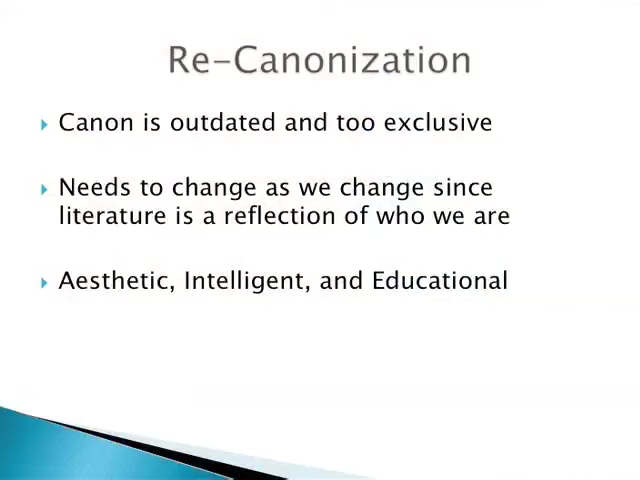 Re-Canonization
Canon is outdated and too exclusive
Needs to change as we change since
literature is a reflection of who we are
Aesthetic, Intelligent, and Educational